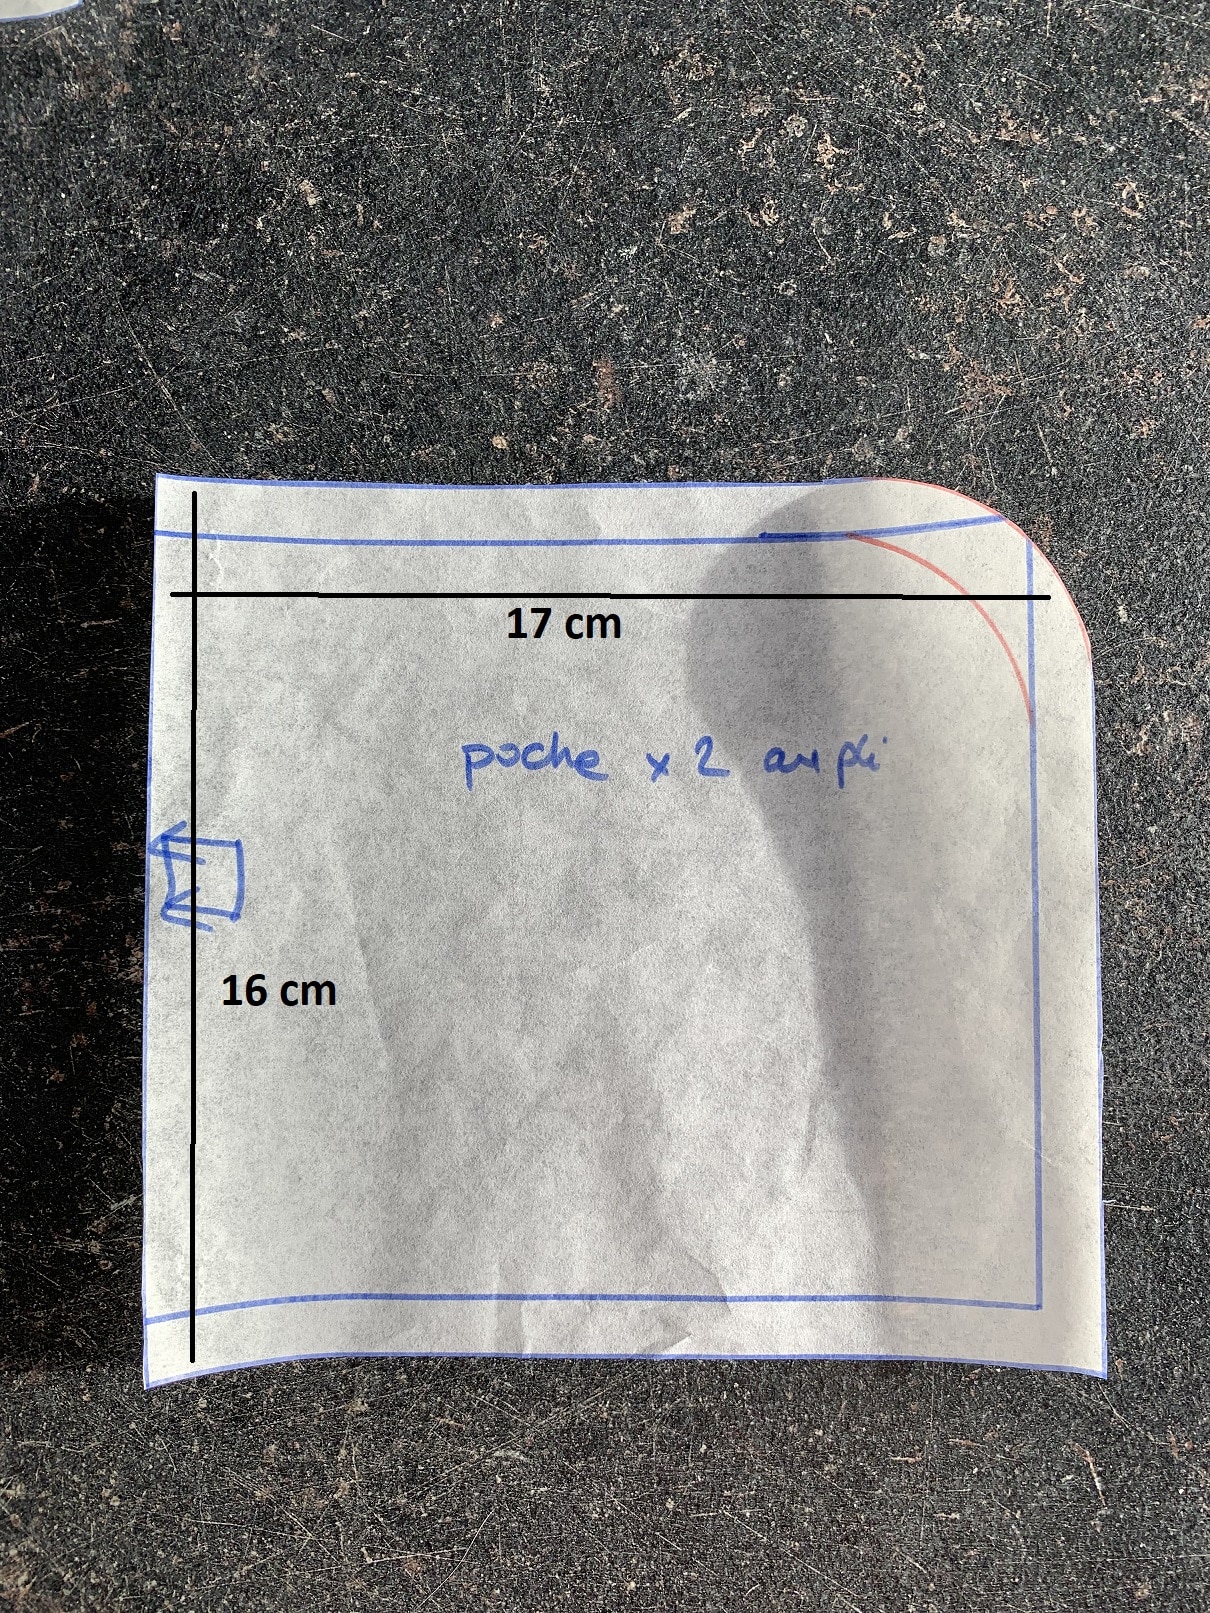 17 cm
poche x 2 au pli
16 cm